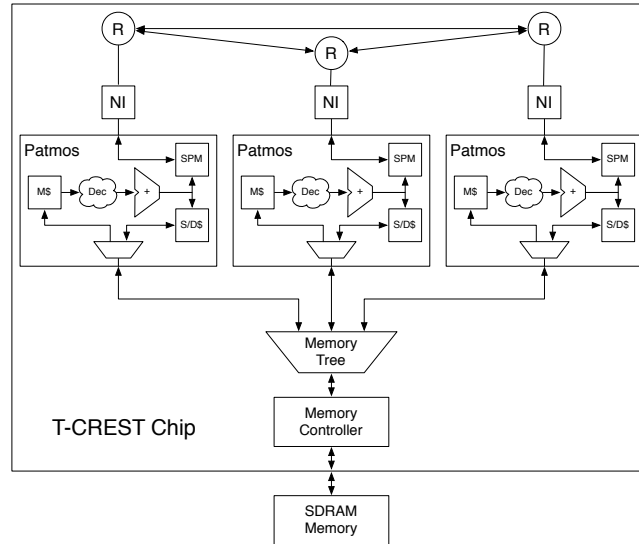 R
R
R
NI
NI
NI
Patmos
SPM
M$
Dec
+
S/D$
Patmos
SPM
M$
Dec
+
S/D$
Patmos
SPM
M$
Dec
+
S/D$
Memory
Tree
Memory
Controller
T-CREST Chip
SDRAM
Memory